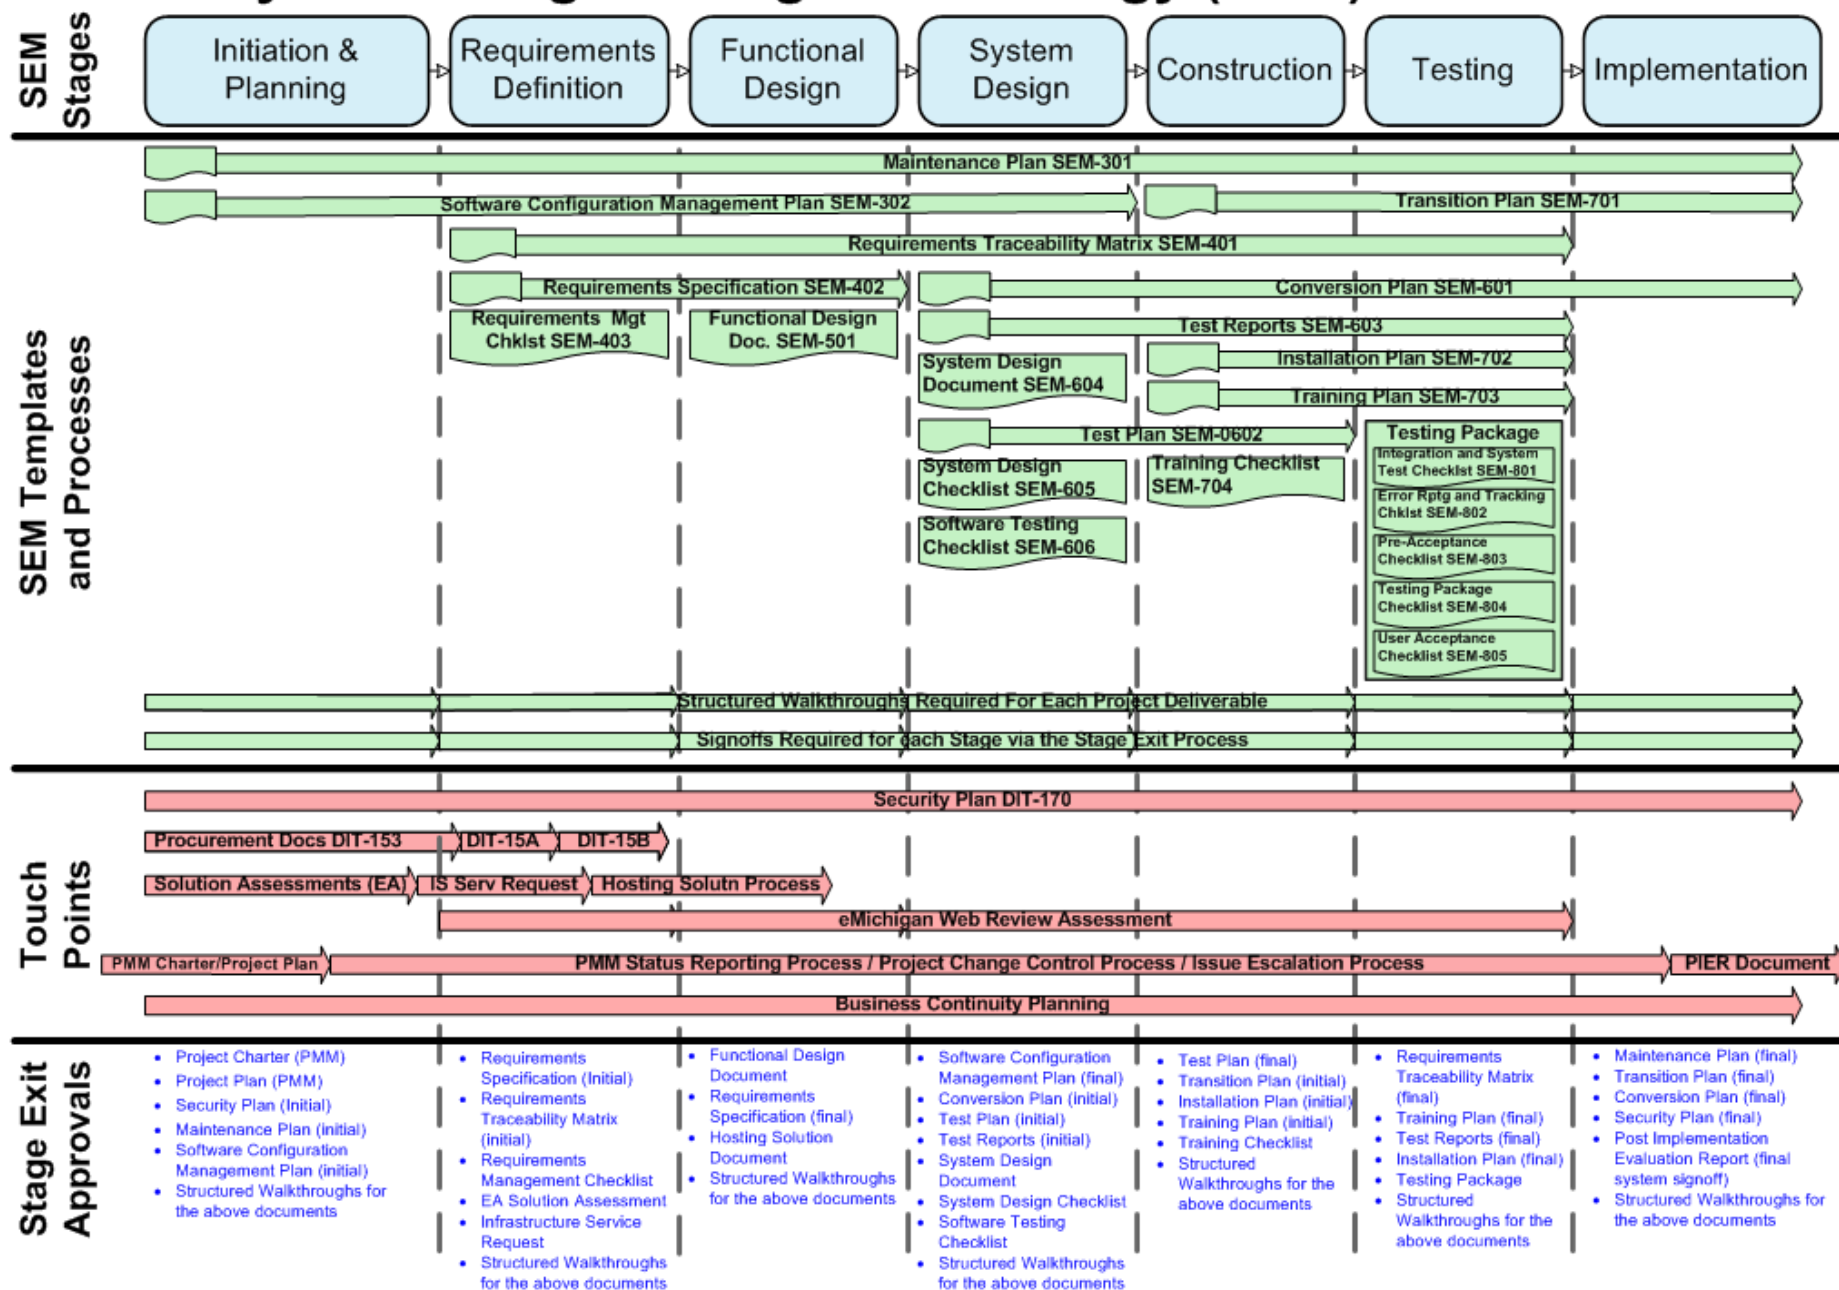 SEM Stages
Initiation &
Planning
Requirements
Definition
Functional
Design
System
Design
Construction
Testing
Implementation
SEM Templates
and Processes
Maintenance Plan SEM-301
Software Configuration Management Plan SEM-302
Transition Plan SEM-701
Requirements Traceability Matrix SEM-401
Requirements Specification SEM-402
Conversion Plan SEM-601
Requirements Mgt
Chklst SEM-403
Functional Design
Doc. SEM-501
Test Reports SEM-603
Installation Plan SEM-702
System Design
Document SEM-604
Training Plan SEM-703
Test Plan SEM-0602
System Design
Checklist SEM-605
Training Checklist
SEM-704
Software Testing
Checklist SEM-606
Testing Package
Integration and System
Test Checklst SEM-801
Error Rptg and Tracking
Chklst SEM-802
Pre-Acceptance
Checklist SEM-803
Testing Package
Checklist SEM-804
User Acceptance
Checklist SEM-805
Structured Walkthroughs Required For Each Project Deliverable
Signoffs Required for each Stage via the Stage Exit Process
Touch
Points
Security Plan DIT-170
Procurement Docs DIT-153
DIT-15A
DIT-15B
Solution Assessments (EA)
IS Serv Request
Hosting Solutn Process
eMichigan Web Review Assessment
PMM Charter/Project Plan
PMM Status Reporting Process / Project Change Control Process / Issue Escalation Process
PIER Document
Business Continuity Planning
Stage Exit
Approvals
• Project Charter (PMM)
• Project Plan (PMM)
• Security Plan (Initial)
• Maintenance Plan (initial)
• Software Configuration
Management Plan (initial)
• Structured Walkthroughs for
the above documents
• Requirements
Specification (Initial)
• Requirements
Traceability Matrix
(initial)
• Requirements
Management Checklist
• EA Solution Assessment
• Infrastructure Service
Request
• Structured Walkthroughs
for the above documents
• Functional Design
Document
• Requirements
Specification (final)
• Hosting Solution
Document
• Structured Walkthroughs
for the above documents
• Software Configuration
Management Plan (final)
• Conversion Plan (initial)
• Test Plan (initial)
• Test Reports (initial)
• System Design
Document
• System Design Checklist
• Software Testing
Checklist
• Structured Walkthroughs
for the above documents
• Test Plan (final)
• Transition Plan (initial)
• Installation Plan (initial)
• Training Plan (initial)
• Training Checklist
• Structured
Walkthroughs for the
above documents
• Requirements
Traceability Matrix
(final)
• Training Plan (final)
• Test Reports (final)
• Installation Plan (final)
• Testing Package
• Structured
Walkthroughs for the
above documents
• Maintenance Plan (final)
• Transition Plan (final)
• Conversion Plan (final)
• Security Plan (final)
• Post Implementation
Evaluation Report (final
system signoff)
• Structured Walkthroughs for
the above documents